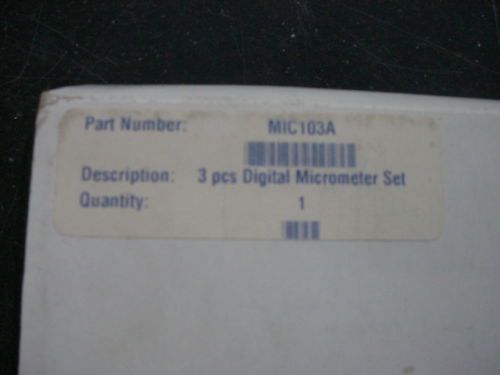 Part Number: MIC103A
Description: 3 pcs Digital Micrometer Set
Quantity: 1